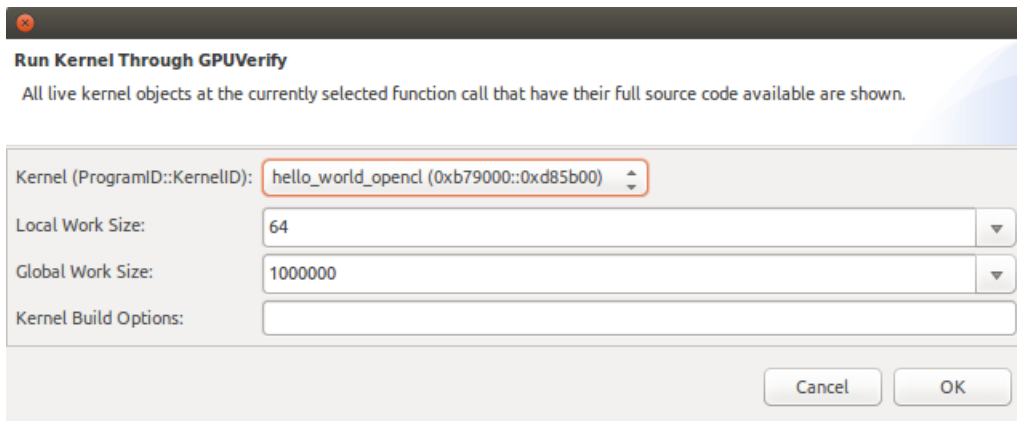 Run Kernel Through GPUVerify
All live kernel objects at the currently selected function call that have their full source code available are shown.
Kernel (ProgramID::KernelID): hello_world_opencl (0xb79000::0xd85b00)
Local Work Size: 64
Global Work Size: 1000000
Kernel Build Options:
Cancel OK